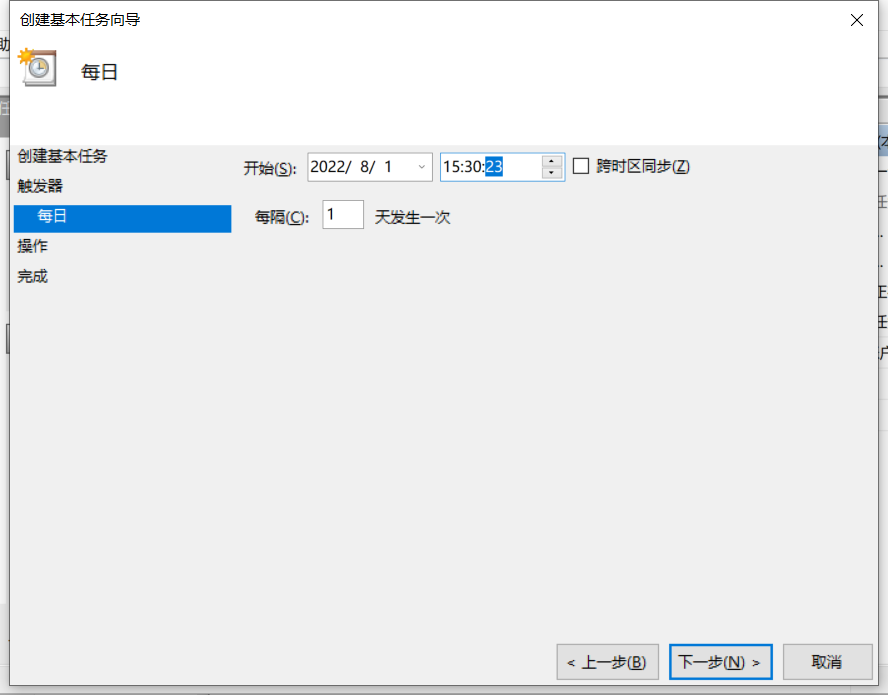 创建基本任务向导
每日
创建基本任务
触发器
每日
操作
完成
开始(S): 2022/ 8/ 1 15:30:23 跨时区同步(Z)
每隔(C): 1 天发生一次
< 上一步(B) 下一步(N) > 取消